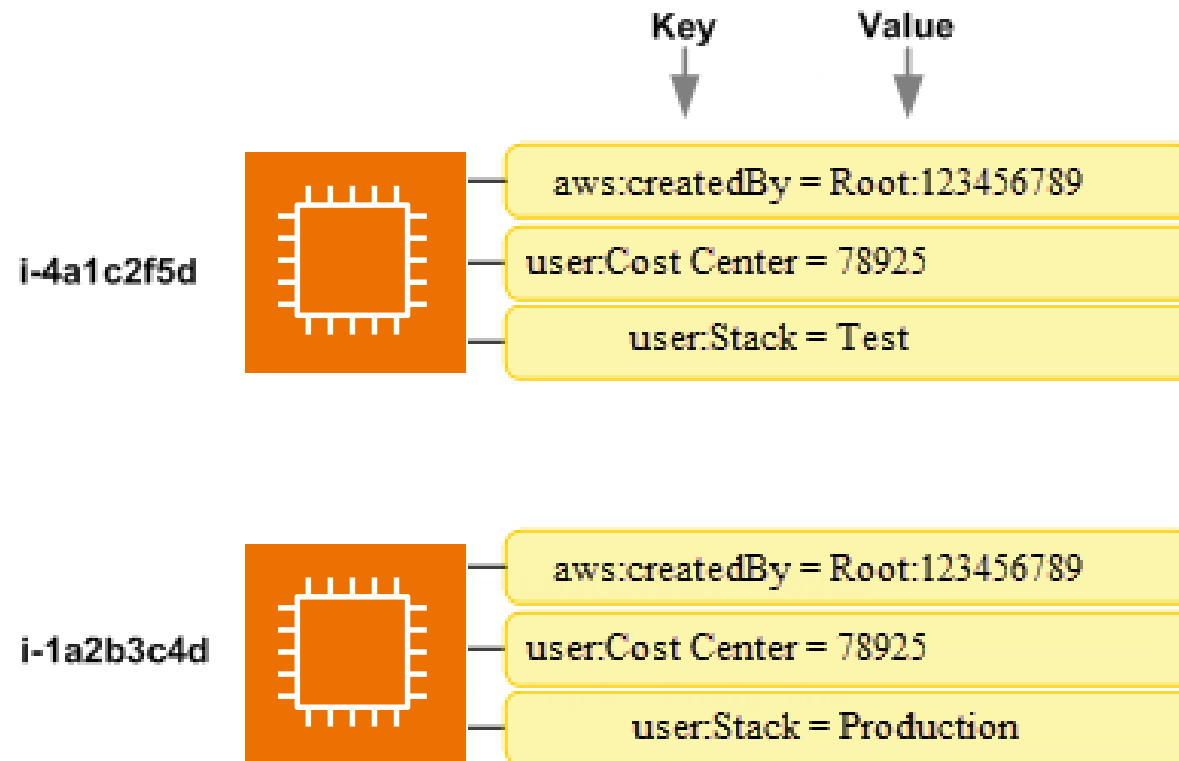 Key Value
aws:createdBy = Root:123456789
i-4a1c2f5d
user:Cost Center = 78925
user:Stack = Test
aws:createdBy = Root:123456789
i-1a2b3c4d
user:Cost Center = 78925
user:Stack = Production